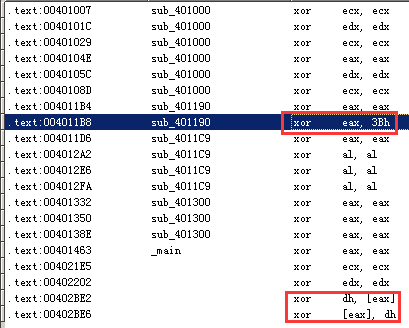 .text:00401007 sub_401000 xor ecx, ecx
.text:0040101C sub_401000 xor edx, edx
.text:00401029 sub_401000 xor ecx, ecx
.text:0040104E sub_401000 xor eax, eax
.text:0040105C sub_401000 xor edx, edx
.text:0040108D sub_401000 xor ecx, ecx
.text:004011B4 sub_401190 xor eax, eax
.text:004011B8 sub_401190 xor eax, 3Bh
.text:004011D6 sub_4011C9 xor eax, eax
.text:004012A2 sub_4011C9 xor al, al
.text:004012E6 sub_4011C9 xor al, al
.text:004012FA sub_4011C9 xor al, al
.text:00401332 sub_401300 xor eax, eax
.text:00401350 sub_401300 xor eax, eax
.text:0040138E sub_401300 xor eax, eax
.text:00401463 _main xor eax, eax
.text:004021E5 xor ecx, ecx
.text:00402202 xor edx, edx
.text:00402BE2 xor dh, [eax]
.text:00402BE6 xor [eax], dh